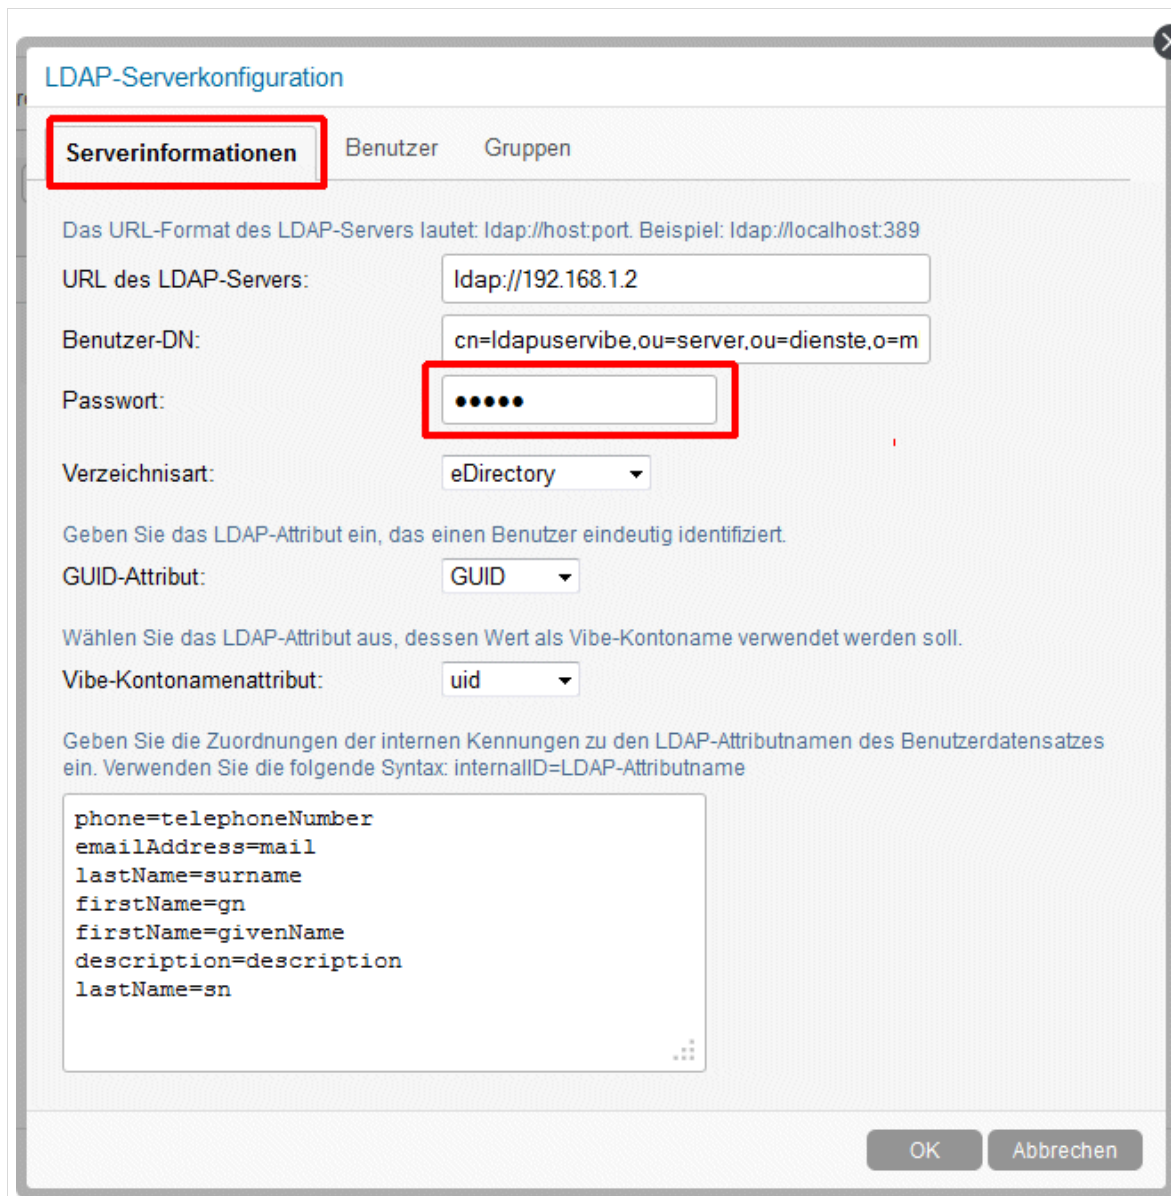 LDAP-Serverkonfiguration
Serverinformationen Benutzer Gruppen
Das URL-Format des LDAP-Servers lautet: ldap://host:port. Beispiel: ldap://localhost:389
URL des LDAP-Servers: ldap://192.168.1.2
Benutzer-DN: cn=ldapuservibe,ou=server,ou=dienste,o=m
Passwort: •••••
Verzeichnisart: eDirectory
Geben Sie das LDAP-Attribut ein, das einen Benutzer eindeutig identifiziert.
GUID-Attribut: GUID
Wählen Sie das LDAP-Attribut aus, dessen Wert als Vibe-Kontoname verwendet werden soll.
Vibe-Kontonamenattribut: uid
Geben Sie die Zuordnungen der internen Kennungen zu den LDAP-Attributnamen des Benutzerdatensatzes
ein. Verwenden Sie die folgende Syntax: internalID=LDAP-Attributname
phone=telephoneNumber
emailAddress=mail
lastName=surname
firstName=gn
firstName=givenName
description=description
lastName=sn
OK Abbrechen